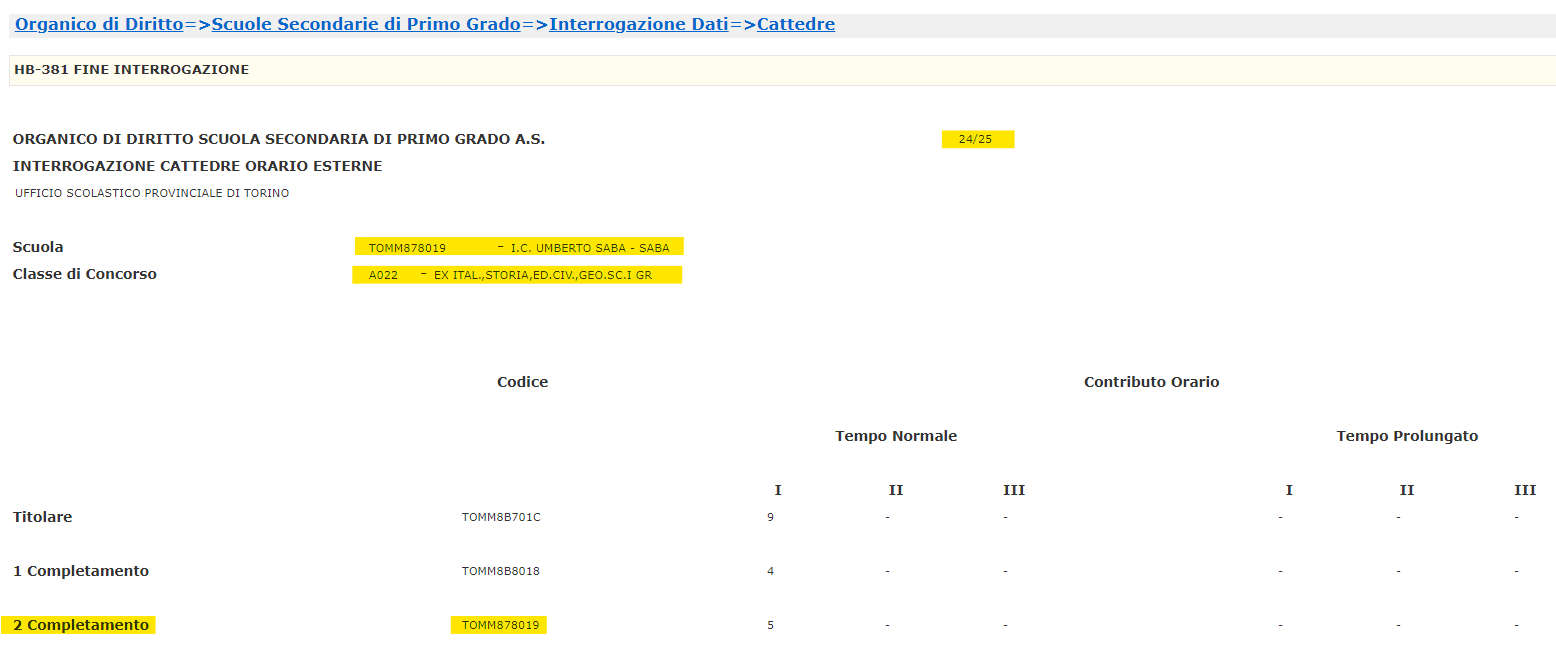 Organico di Diritto=>Scuole Secondarie di Primo Grado=>Interrogazione Dati=>Cattedre
HB-381 FINE INTERROGAZIONE
ORGANICO DI DIRITTO SCUOLA SECONDARIA DI PRIMO GRADO A.S. 24/25
INTERROGAZIONE CATTEDRE ORARIO ESTERNE
UFFICIO SCOLASTICO PROVINCIALE DI TORINO
Scuola TOMM878019 - I.C. UMBERTO SABA - SABA
Classe di Concorso A022 - EX ITAL.,STORIA,ED.CIV.,GEO.SC.I GR
Codice Contributo Orario
Tempo Normale Tempo Prolungato
I II III I II III
Titolare TOMM8B701C 9 - - - - -
1 Completamento TOMM8B8018 4 - - - - -
2 Completamento TOMM878019 5 - - - - -